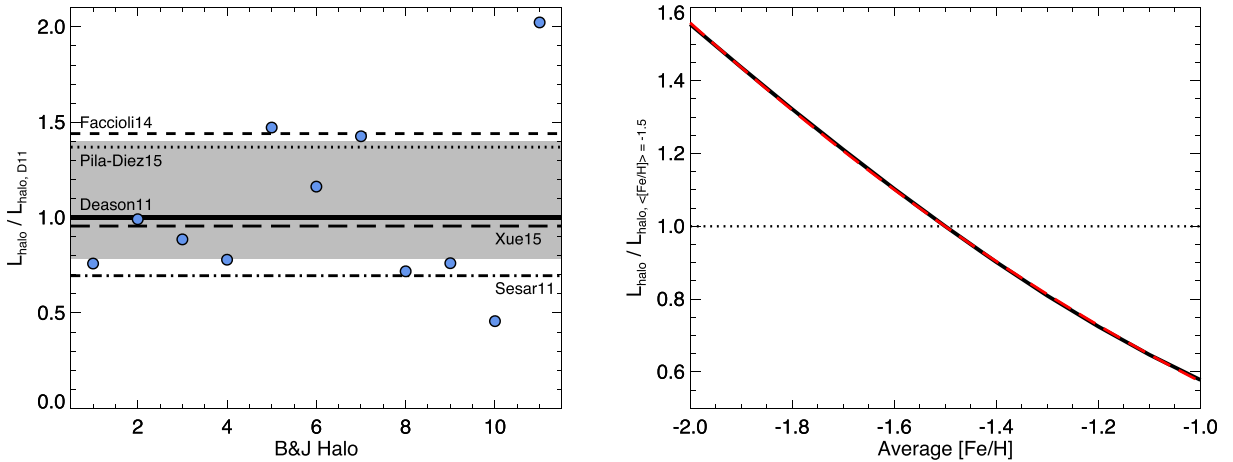 2.0
1.5
1.0
0.5
0.0
L_halo / L_halo, D11
Faccioli14
Pila-Diez15
Deason11
Xue15
Sesar11
2 4 6 8 10
B&J Halo
1.6
1.4
1.2
1.0
0.8
0.6
L_halo / L_halo, <[Fe/H]> = -1.5
-2.0 -1.8 -1.6 -1.4 -1.2 -1.0
Average [Fe/H]